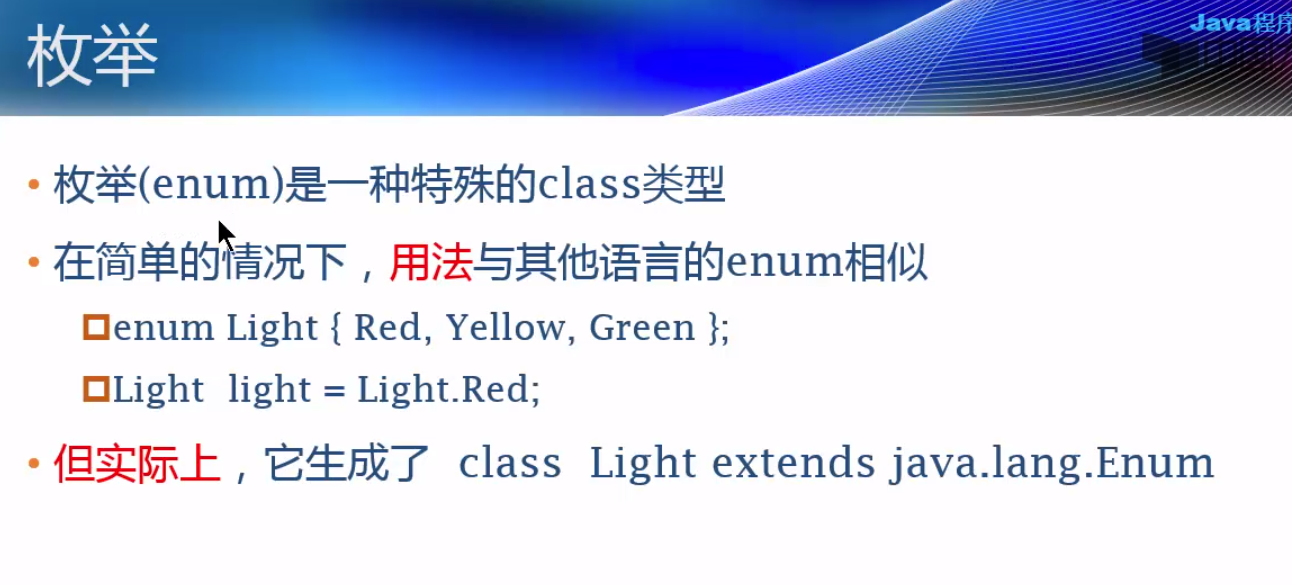 Java程序
枚举
• 枚举(enum)是一种特殊的class类型
• 在简单的情况下，用法与其他语言的enum相似
enum Light { Red, Yellow, Green };
Light light = Light.Red;
• 但实际上，它生成了 class Light extends java.lang.Enum